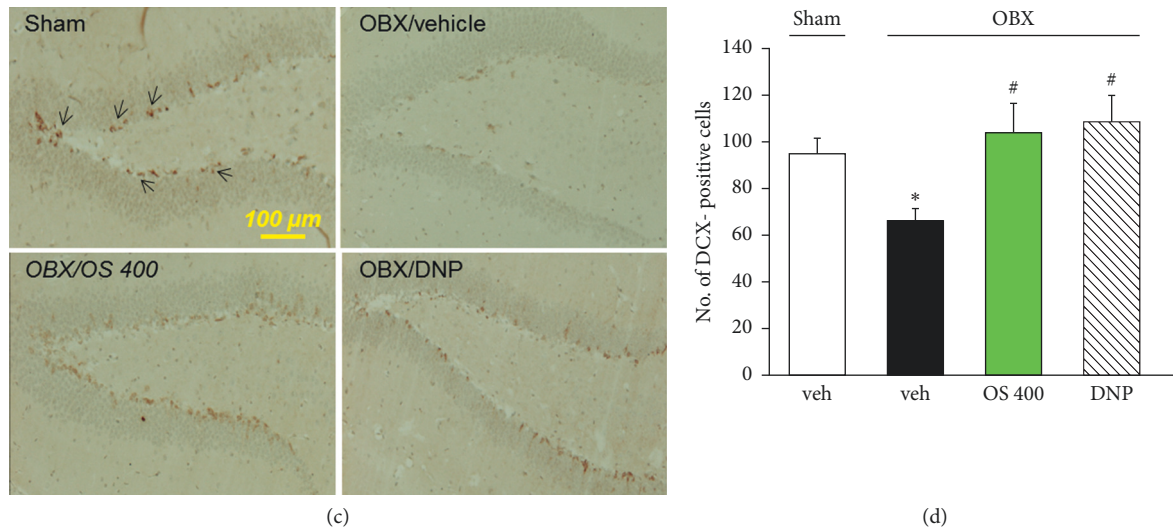 Sham
OBX/vehicle
100 µm
OBX/OS 400
OBX/DNP
(c)
Sham
OBX
No. of DCX- positive cells
140
120
100
80
60
40
20
0
*
#
#
veh
veh
OS 400
DNP
(d)